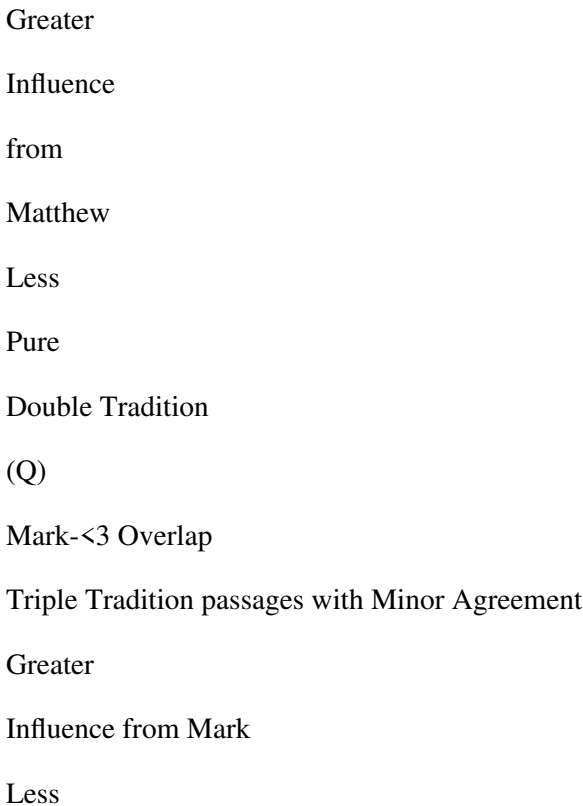 Greater
Influence
from
Matthew
Less
Pure
Double Tradition
(Q)
Mark-<3 Overlap
Triple Tradition passages with Minor Agreement
Greater
Influence from Mark
Less